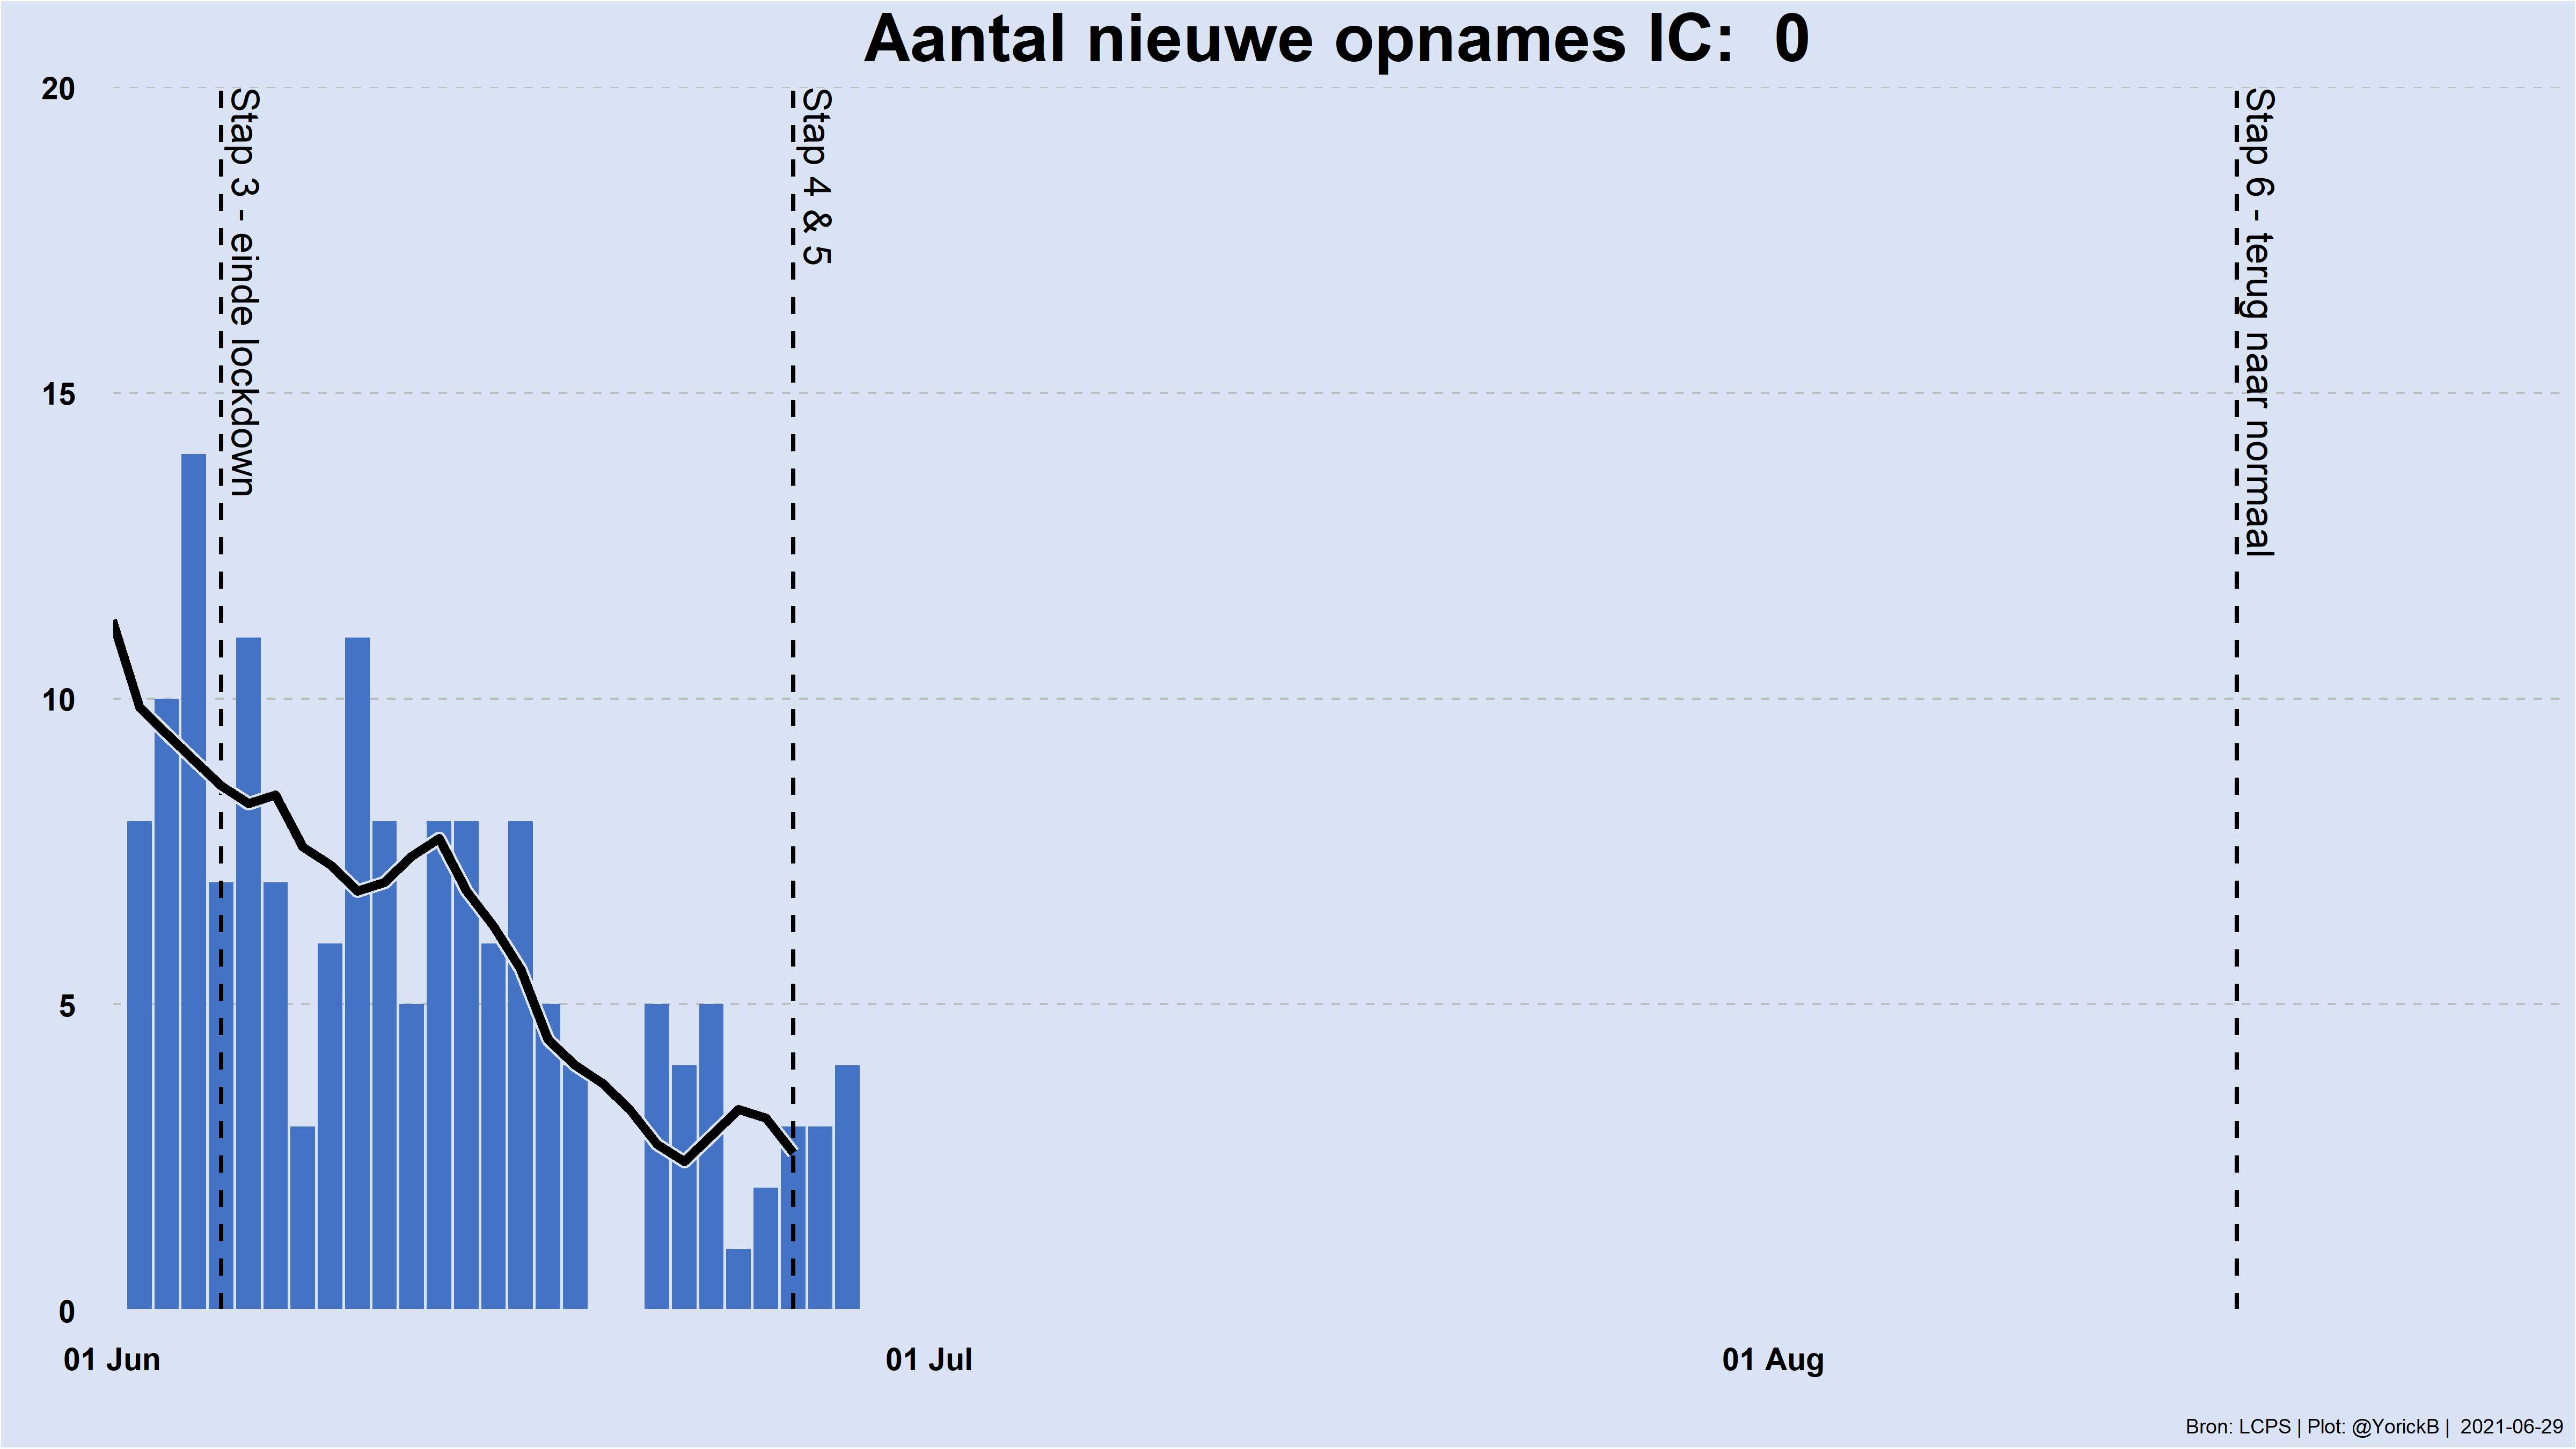 Aantal nieuwe opnames IC:  0
20
15
10
5
0
Stap 3 - einde lockdown
Stap 4 & 5
Stap 6 - terug naar normaal
01 Jun
01 Jul
01 Aug
Bron: LCPS | Plot: @YorickB |  2021-06-29